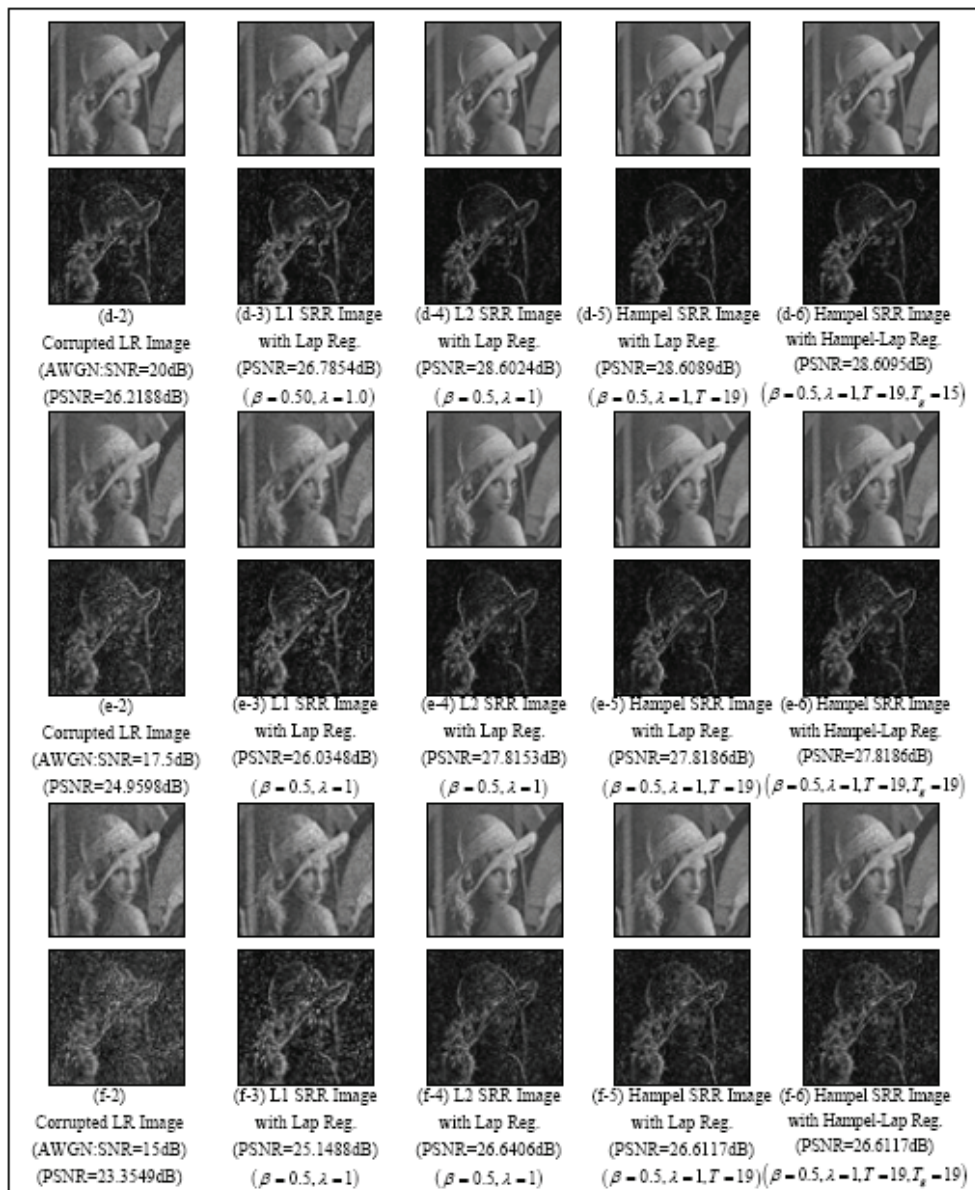 (d-2)
Corrupted LR Image
(AWGN:SNR=20dB)
(PSNR=26.2188dB)
(d-3) L1 SRR Image
with Lap Reg.
(PSNR=26.7854dB)
(β = 0.50, λ = 1.0)
(d-4) L2 SRR Image
with Lap Reg.
(PSNR=28.6024dB)
(β = 0.5, λ = 1)
(d-5) Hampel SRR Image
with Lap Reg.
(PSNR=28.6089dB)
(β = 0.5, λ = 1, T = 19)
(d-6) Hampel SRR Image
with Hampel-Lap Reg.
(PSNR=28.6095dB)
(β = 0.5, λ = 1, T = 19, T_g = 15)
(e-2)
Corrupted LR Image
(AWGN:SNR=17.5dB)
(PSNR=24.9598dB)
(e-3) L1 SRR Image
with Lap Reg.
(PSNR=26.0348dB)
(β = 0.5, λ = 1)
(e-4) L2 SRR Image
with Lap Reg.
(PSNR=27.8153dB)
(β = 0.5, λ = 1)
(e-5) Hampel SRR Image
with Lap Reg.
(PSNR=27.8186dB)
(β = 0.5, λ = 1, T = 19)
(e-6) Hampel SRR Image
with Hampel-Lap Reg.
(PSNR=27.8186dB)
(β = 0.5, λ = 1, T = 19, T_g = 19)
(f-2)
Corrupted LR Image
(AWGN:SNR=15dB)
(PSNR=23.3549dB)
(f-3) L1 SRR Image
with Lap Reg.
(PSNR=25.1488dB)
(β = 0.5, λ = 1)
(f-4) L2 SRR Image
with Lap Reg.
(PSNR=26.6406dB)
(β = 0.5, λ = 1)
(f-5) Hampel SRR Image
with Lap Reg.
(PSNR=26.6117dB)
(β = 0.5, λ = 1, T = 19)
(f-6) Hampel SRR Image
with Hampel-Lap Reg.
(PSNR=26.6117dB)
(β = 0.5, λ = 1, T = 19, T_g = 19)